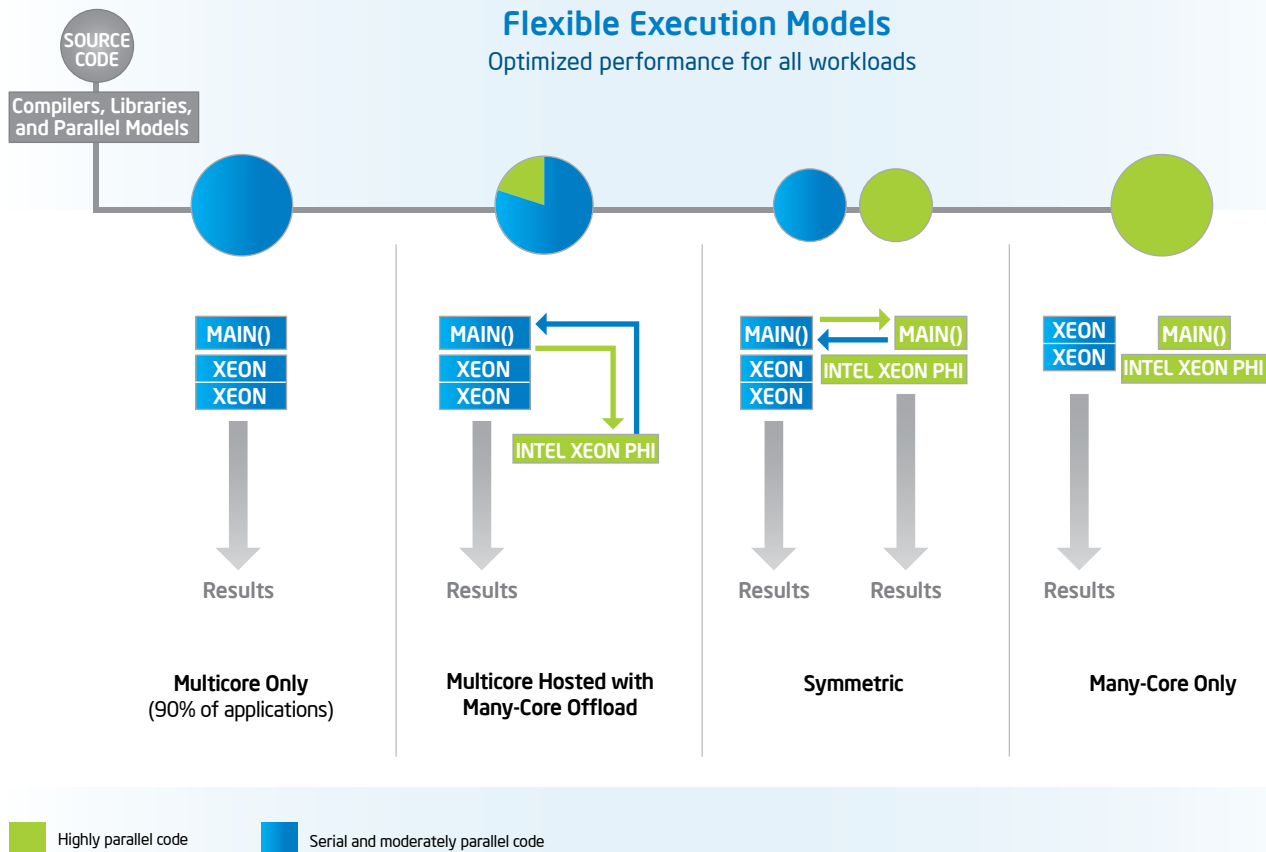 Flexible Execution Models
Optimized performance for all workloads
SOURCE
CODE
Compilers, Libraries,
and Parallel Models
MAIN()
XEON
XEON
Results
Multicore Only
(90% of applications)
MAIN()
XEON
XEON
INTEL XEON PHI
Results
Multicore Hosted with
Many-Core Offload
MAIN()
XEON
XEON
MAIN()
INTEL XEON PHI
Results
Results
Symmetric
XEON
XEON
MAIN()
INTEL XEON PHI
Results
Many-Core Only
Highly parallel code
Serial and moderately parallel code